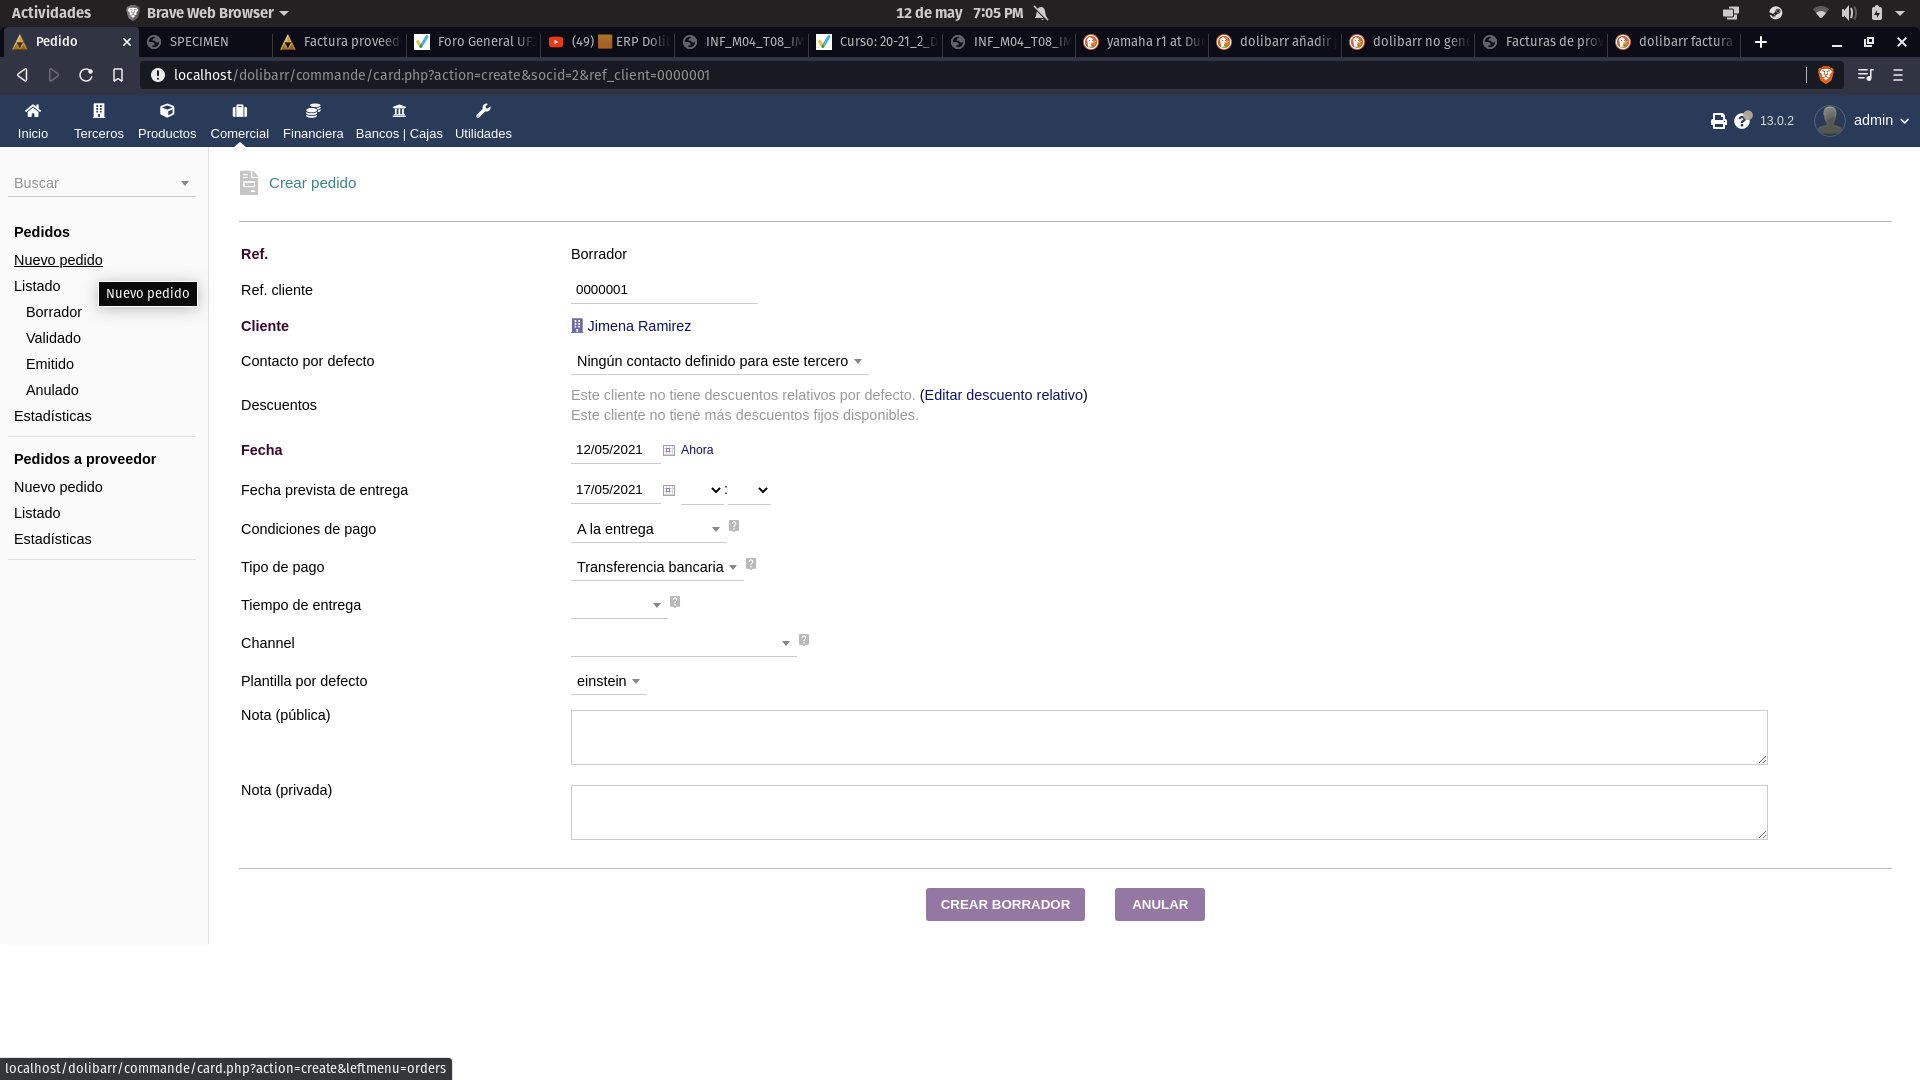 Actividades
Brave Web Browser
12 de may 7:05 PM
Pedido
SPECIMEN
Factura proveed
Foro General UF
(49) ERP Doli
INF_M04_T08_IM
Curso: 20-21_2_D
INF_M04_T08_IM
yamaha r1 at Du
dolibarr añadir
dolibarr no gen
Facturas de prov
dolibarr factura
localhost/dolibarr/commande/card.php?action=create&socid=2&ref_client=0000001
Inicio
Terceros
Productos
Comercial
Financiera
Bancos | Cajas
Utilidades
13.0.2
admin
Buscar
Pedidos
Nuevo pedido
Listado
Nuevo pedido
Borrador
Validado
Emitido
Anulado
Estadísticas
Pedidos a proveedor
Nuevo pedido
Listado
Estadísticas
Crear pedido
Ref. Borrador
Ref. cliente 0000001
Cliente Jimena Ramirez
Contacto por defecto Ningún contacto definido para este tercero
Descuentos Este cliente no tiene descuentos relativos por defecto. (Editar descuento relativo)
Este cliente no tiene más descuentos fijos disponibles.
Fecha 12/05/2021 Ahora
Fecha prevista de entrega 17/05/2021 :
Condiciones de pago A la entrega
Tipo de pago Transferencia bancaria
Tiempo de entrega
Channel
Plantilla por defecto einstein
Nota (pública)
Nota (privada)
CREAR BORRADOR ANULAR
localhost/dolibarr/commande/card.php?action=create&leftmenu=orders